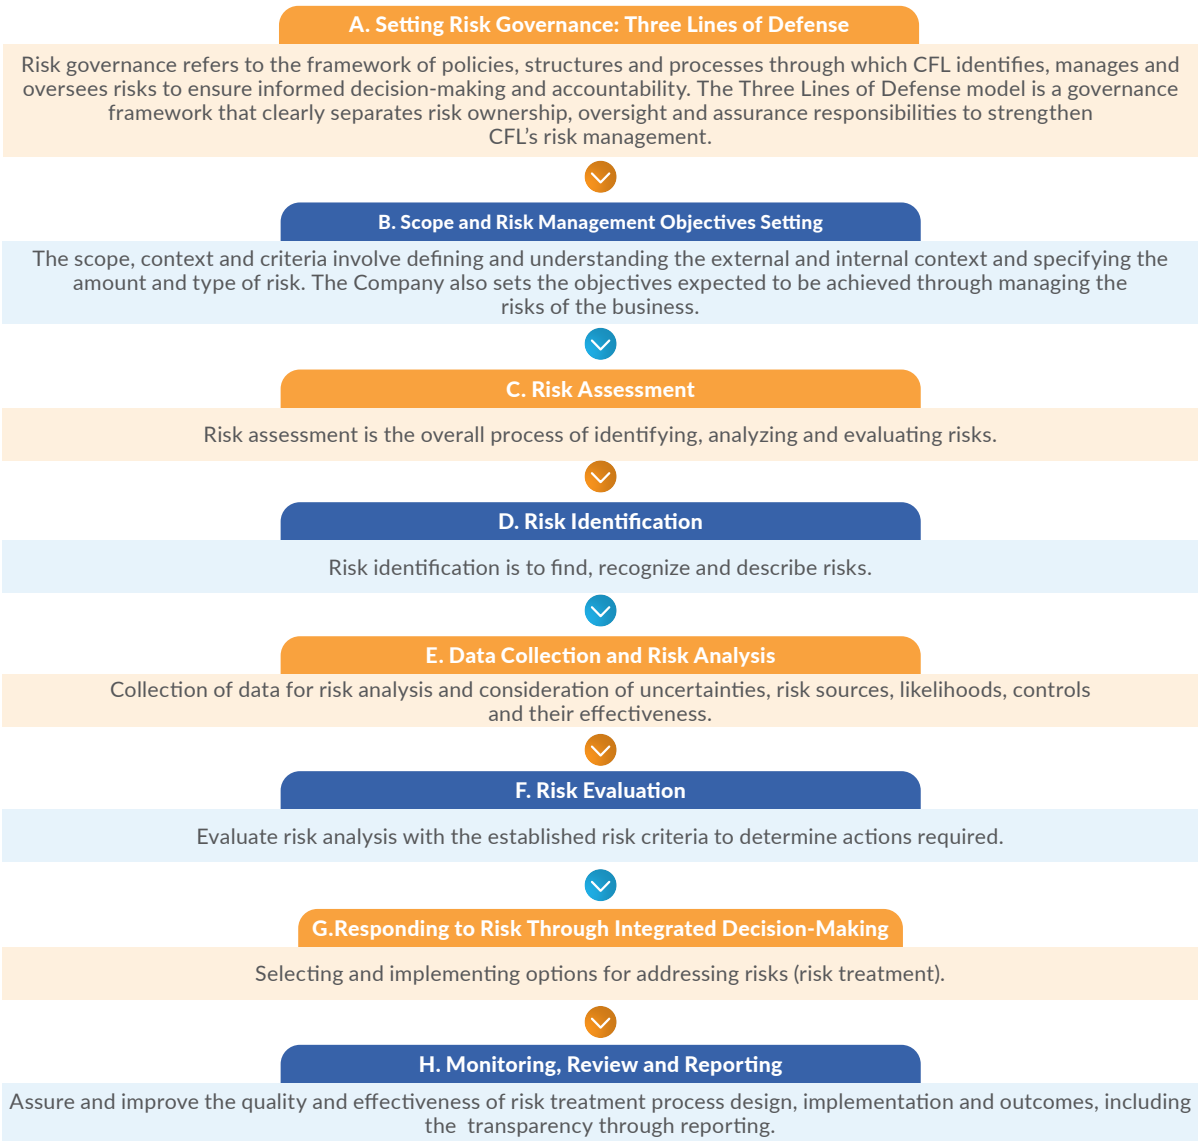 A. Setting Risk Governance: Three Lines of Defense
Risk governance refers to the framework of policies, structures and processes through which CFL identifies, manages and
oversees risks to ensure informed decision-making and accountability. The Three Lines of Defense model is a governance
framework that clearly separates risk ownership, oversight and assurance responsibilities to strengthen
CFL’s risk management.
B. Scope and Risk Management Objectives Setting
The scope, context and criteria involve defining and understanding the external and internal context and specifying the
amount and type of risk. The Company also sets the objectives expected to be achieved through managing the
risks of the business.
C. Risk Assessment
Risk assessment is the overall process of identifying, analyzing and evaluating risks.
D. Risk Identification
Risk identification is to find, recognize and describe risks.
E. Data Collection and Risk Analysis
Collection of data for risk analysis and consideration of uncertainties, risk sources, likelihoods, controls
and their effectiveness.
F. Risk Evaluation
Evaluate risk analysis with the established risk criteria to determine actions required.
G.Responding to Risk Through Integrated Decision-Making
Selecting and implementing options for addressing risks (risk treatment).
H. Monitoring, Review and Reporting
Assure and improve the quality and effectiveness of risk treatment process design, implementation and outcomes, including
the  transparency through reporting.